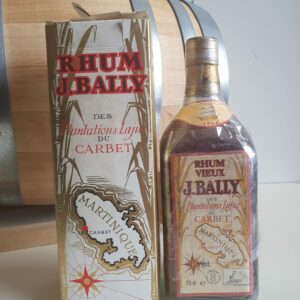 RHUM
J.BALLY
DES
Plantations Lajus
DU
CARBET
MARTINIQUE
CARBET
RHUM
VIEUX
J.BALLY
DES
Plantations Lajus
DU
CARBET
MARTINIQUE
75 cl